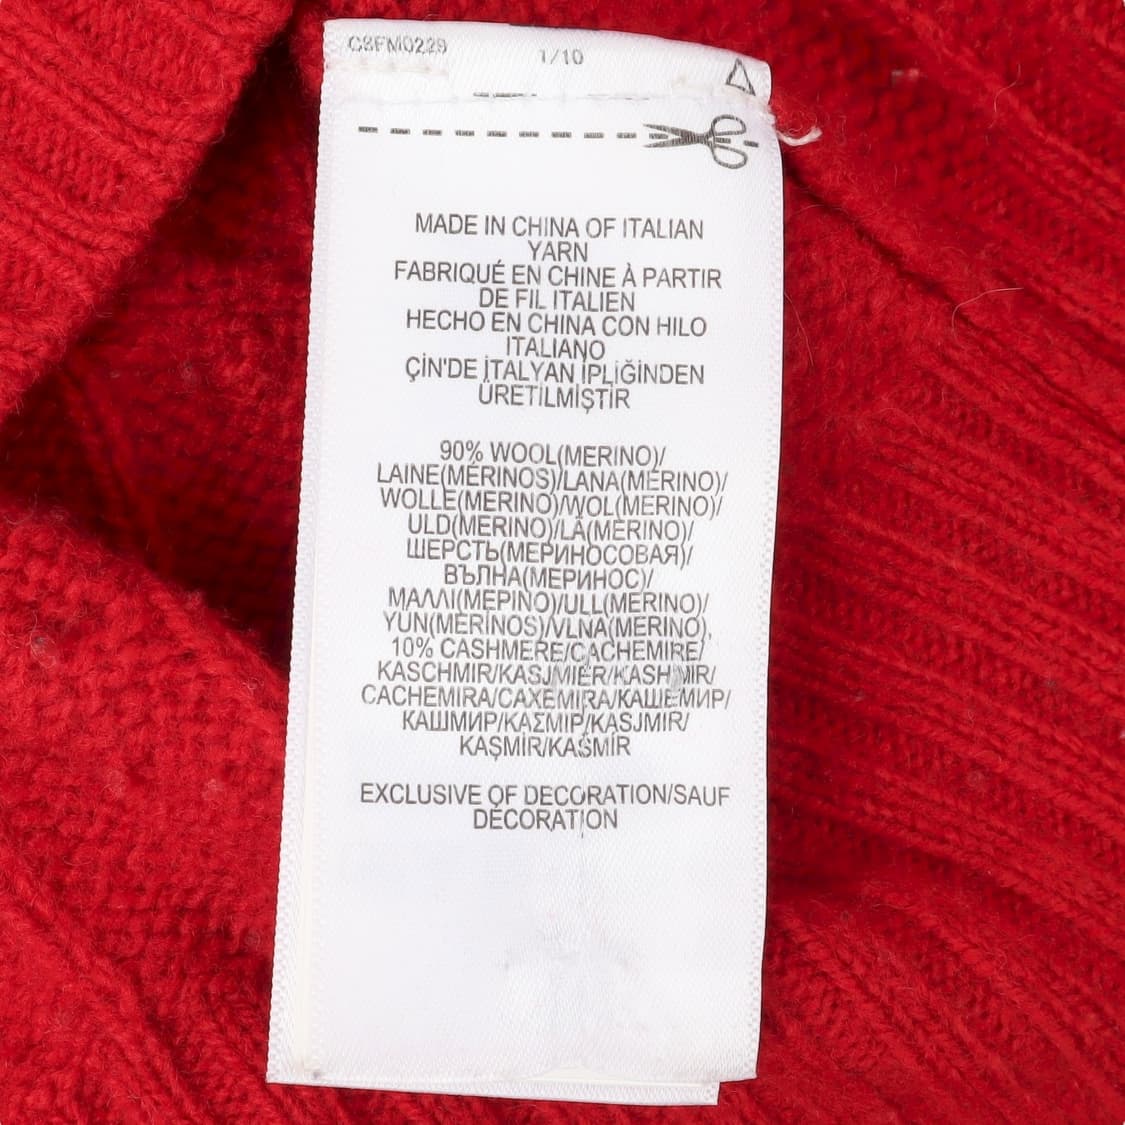 CSFM0229
1/10
MADE IN CHINA OF ITALIAN
YARN
FABRIQUÉ EN CHINE À PARTIR
DE FIL ITALIEN
HECHO EN CHINA CON HILO
ITALIANO
ÇİN'DE İTALYAN İPLİĞİNDEN
ÜRETİLMİŞTİR
90% WOOL(MERINO)/
LAINE(MÉRINOS)/LANA(MERINO)/
WOLLE(MERINO)/WOL(MERINO)/
ULD(MERINO)/LÃ(MERINO)/
ШЕРСТЬ(МЕРИНОСОВАЯ)/
ВЪЛНА(МЕРИНОС)/
ΜΑΛΛΙ(ΜΕΡΙΝΟ)/ULL(MERINO)/
YÜN(MERİNOS)/VLNA(MERINO),
10% CASHMERE/CACHEMIRE/
KASCHMIR/KASJMIER/KASHMIR/
CACHEMIRA/CAXEMIRA/КАШЕМИР/
КАШМИР/ΚΑΣΜΙΡ/KASJMIR/
KAŞMİR/KAŠMÍR
EXCLUSIVE OF DECORATION/SAUF
DÉCORATION